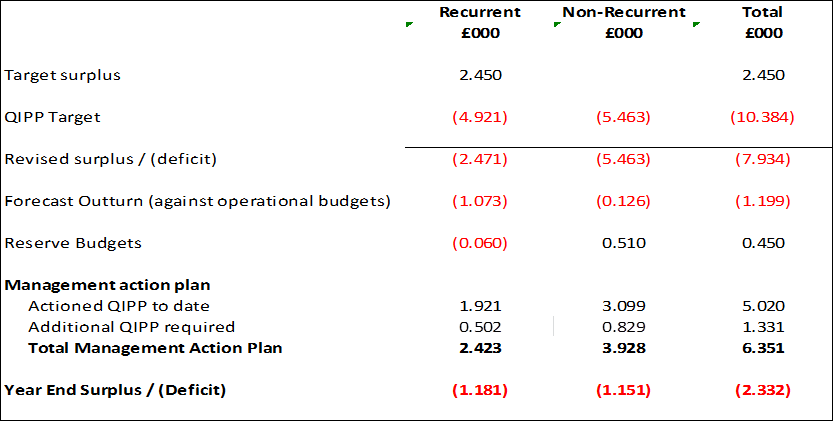 Recurrent Non-Recurrent Total
£000 £000 £000
Target surplus 2.450 2.450
QIPP Target (4.921) (5.463) (10.384)
Revised surplus / (deficit) (2.471) (5.463) (7.934)
Forecast Outturn (against operational budgets) (1.073) (0.126) (1.199)
Reserve Budgets (0.060) 0.510 0.450
Management action plan
Actioned QIPP to date 1.921 3.099 5.020
Additional QIPP required 0.502 0.829 1.331
Total Management Action Plan 2.423 3.928 6.351
Year End Surplus / (Deficit) (1.181) (1.151) (2.332)